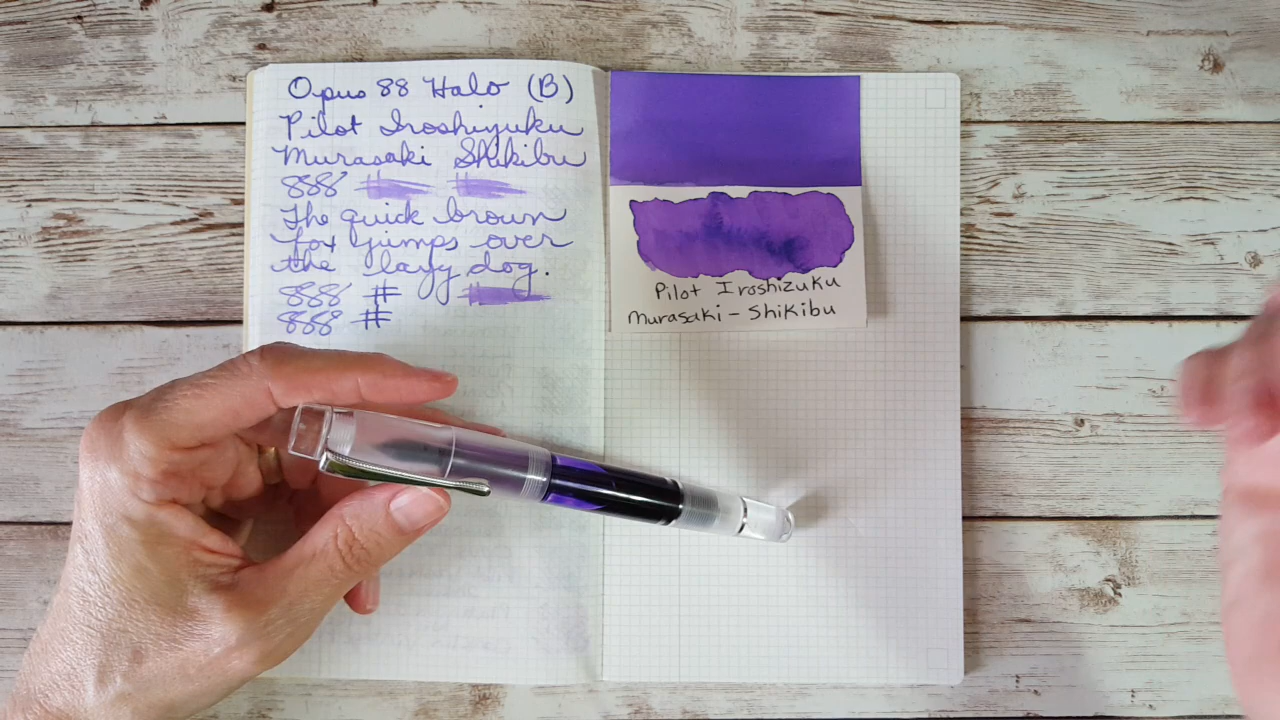 Opus 88 Halo (B)
Pilot Iroshizuku
Murasaki Shikibu
888 # #
The quick brown
fox jumps over
the lazy dog.
888 # #
888 #
Pilot Iroshizuku
Murasaki - Shikibu